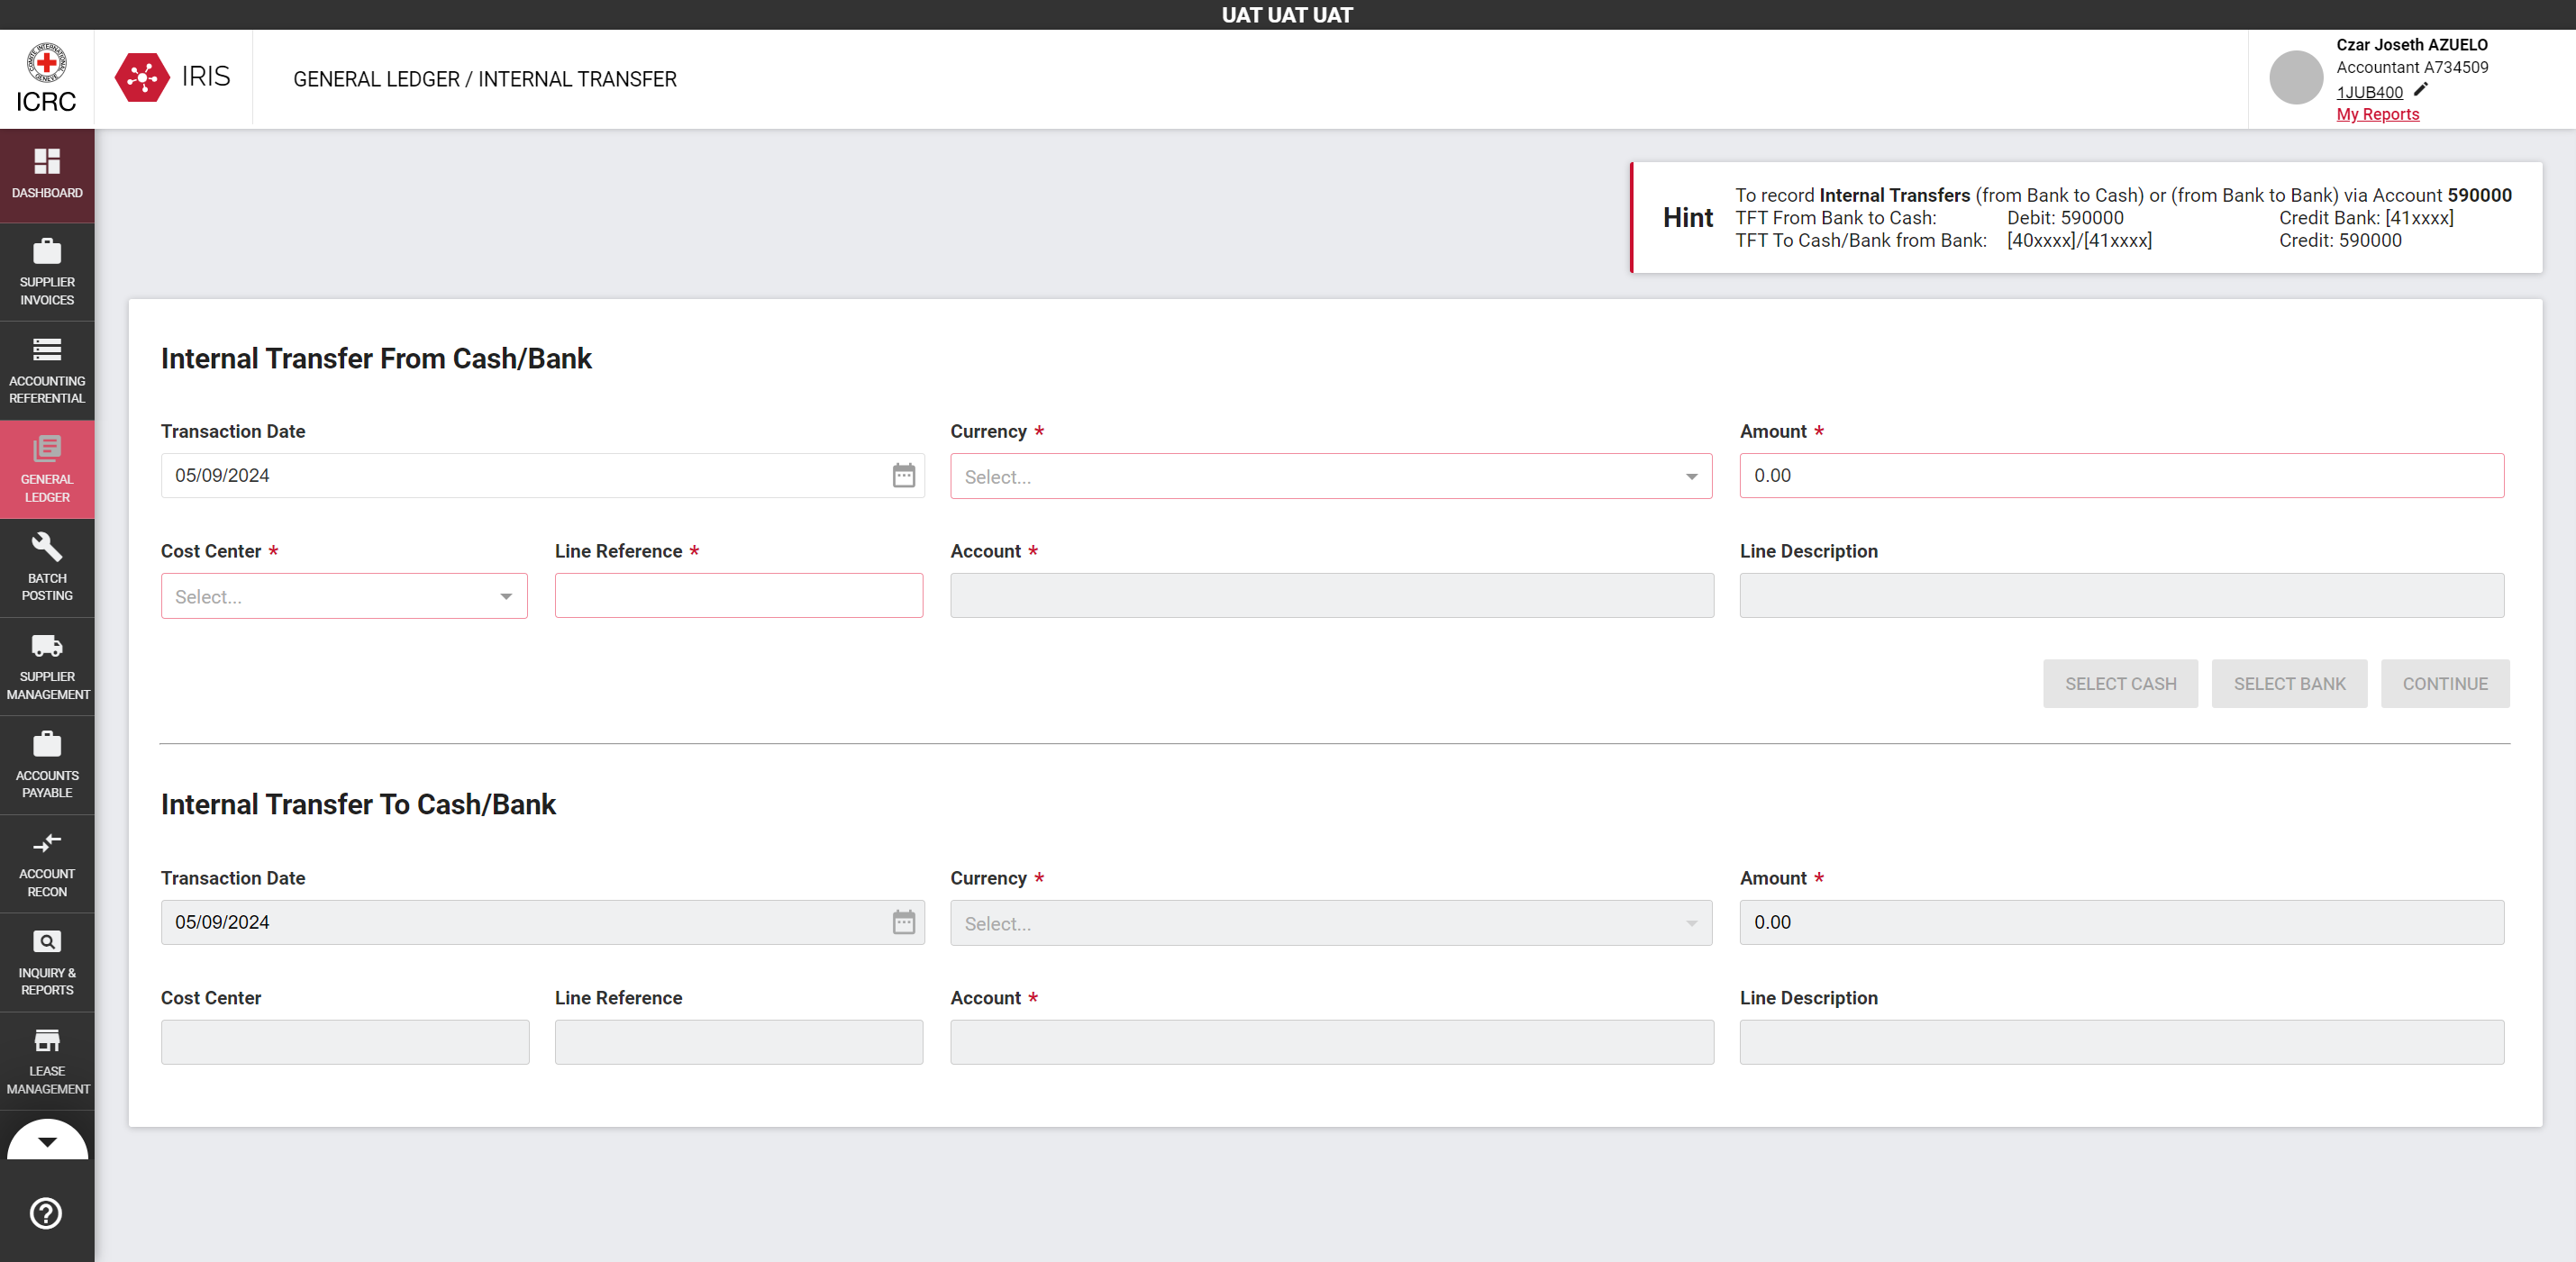 UAT UAT UAT
COMITÉ INTERNATIONAL GENEVE
ICRC
IRIS
GENERAL LEDGER / INTERNAL TRANSFER
Czar Joseth AZUELO
Accountant A734509
1JUB400
My Reports
DASHBOARD
SUPPLIER
INVOICES
ACCOUNTING
REFERENTIAL
GENERAL
LEDGER
BATCH
POSTING
SUPPLIER
MANAGEMENT
ACCOUNTS
PAYABLE
ACCOUNT
RECON
INQUIRY &
REPORTS
LEASE
MANAGEMENT
Hint
To record Internal Transfers (from Bank to Cash) or (from Bank to Bank) via Account 590000
TFT From Bank to Cash: Debit: 590000 Credit Bank: [41xxxx]
TFT To Cash/Bank from Bank: [40xxxx]/[41xxxx] Credit: 590000
Internal Transfer From Cash/Bank
Transaction Date Currency * Amount *
05/09/2024 Select... 0.00
Cost Center * Line Reference * Account * Line Description
Select...
SELECT CASH SELECT BANK CONTINUE
Internal Transfer To Cash/Bank
Transaction Date Currency * Amount *
05/09/2024 Select... 0.00
Cost Center Line Reference Account * Line Description